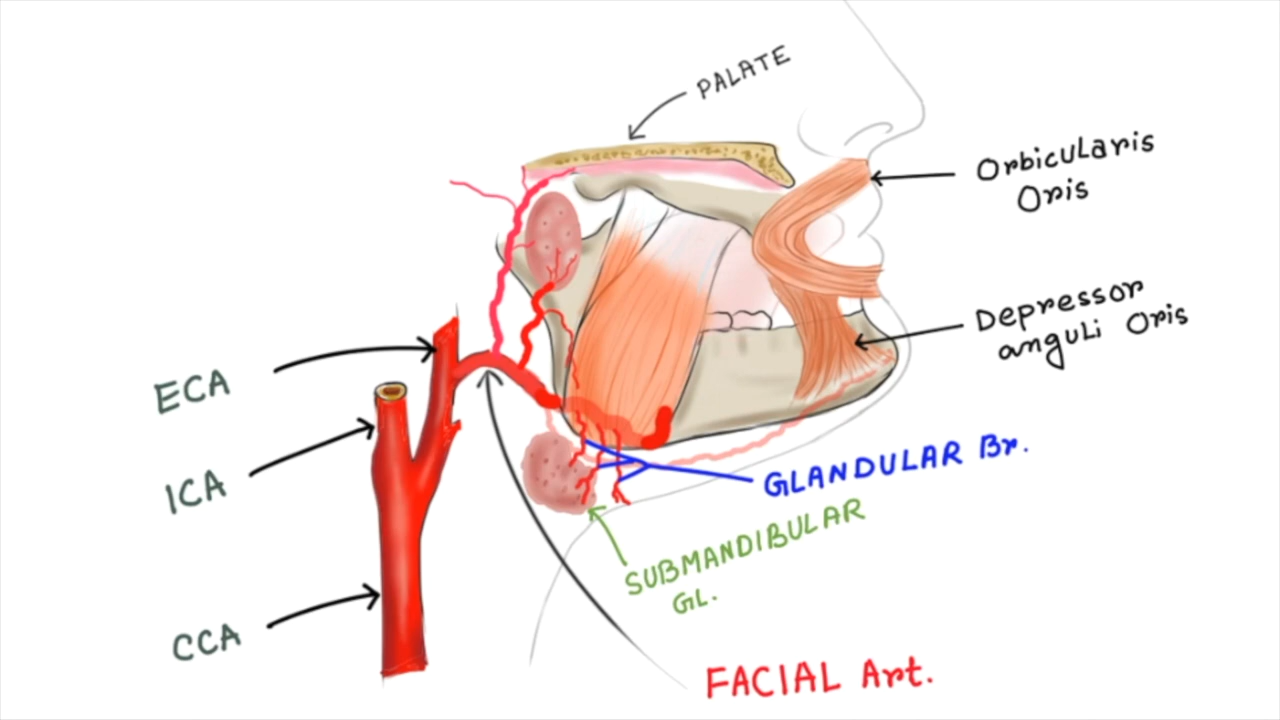 PALATE
Orbicularis
Oris
Depressor
anguli Oris
ECA
ICA
GLANDULAR Br.
SUBMANDIBULAR
GL.
CCA
FACIAL Art.